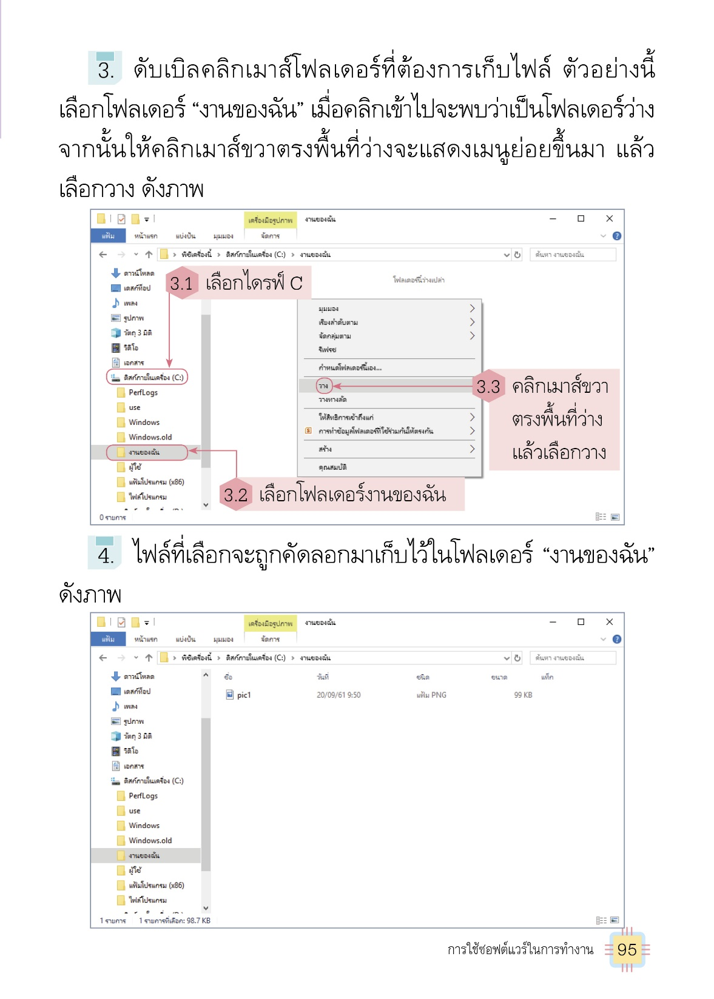 3. ดับเบิลคลิกเมาส์โฟลเดอร์ที่ต้องการเก็บไฟล์ ตัวอย่างนี้
เลือกโฟลเดอร์ “งานของฉัน” เมื่อคลิกเข้าไปจะพบว่าเป็นโฟลเดอร์ว่าง
จากนั้นให้คลิกเมาส์ขวาตรงพื้นที่ว่างจะแสดงเมนูย่อยขึ้นมา แล้ว
เลือกวาง ดังภาพ
เครื่องมือรูปภาพ งานของฉัน
แฟ้ม หน้าแรก แบ่งปัน มุมมอง จัดการ
พีซีเครื่องนี้ > ดิสก์ภายในเครื่อง (C:) > งานของฉัน ค้นหา งานของฉัน
ดาวน์โหลด
เดสก์ท็อป
เพลง
รูปภาพ
วัตถุ 3 มิติ
วิดีโอ
เอกสาร
ดิสก์ภายในเครื่อง (C:)
PerfLogs
use
Windows
Windows.old
งานของฉัน
ผู้ใช้
แฟ้มโปรแกรม (x86)
ไฟล์โปรแกรม
0 รายการ
3.1 เลือกไดรฟ์ C
โฟลเดอร์นี้ว่างเปล่า
มุมมอง
เรียงลำดับตาม
จัดกลุ่มตาม
รีเฟรช
กำหนดโฟลเดอร์นี้เอง...
วาง
วางทางลัด
ให้สิทธิการเข้าถึงแก่
การทำข้อมูลโฟลเดอร์ที่ใช้ร่วมกันให้ตรงกัน
สร้าง
คุณสมบัติ
3.3 คลิกเมาส์ขวา
ตรงพื้นที่ว่าง
แล้วเลือกวาง
3.2 เลือกโฟลเดอร์งานของฉัน
4. ไฟล์ที่เลือกจะถูกคัดลอกมาเก็บไว้ในโฟลเดอร์ “งานของฉัน”
ดังภาพ
เครื่องมือรูปภาพ งานของฉัน
แฟ้ม หน้าแรก แบ่งปัน มุมมอง จัดการ
พีซีเครื่องนี้ > ดิสก์ภายในเครื่อง (C:) > งานของฉัน ค้นหา งานของฉัน
ดาวน์โหลด
เดสก์ท็อป
เพลง
รูปภาพ
วัตถุ 3 มิติ
วิดีโอ
เอกสาร
ดิสก์ภายในเครื่อง (C:)
PerfLogs
use
Windows
Windows.old
งานของฉัน
ผู้ใช้
แฟ้มโปรแกรม (x86)
ไฟล์โปรแกรม
ชื่อ วันที่ ชนิด ขนาด แท็ก
pic1 20/09/61 9:50 แฟ้ม PNG 99 KB
1 รายการ 1 รายการที่เลือก: 98.7 KB
การใช้ซอฟต์แวร์ในการทำงาน 95